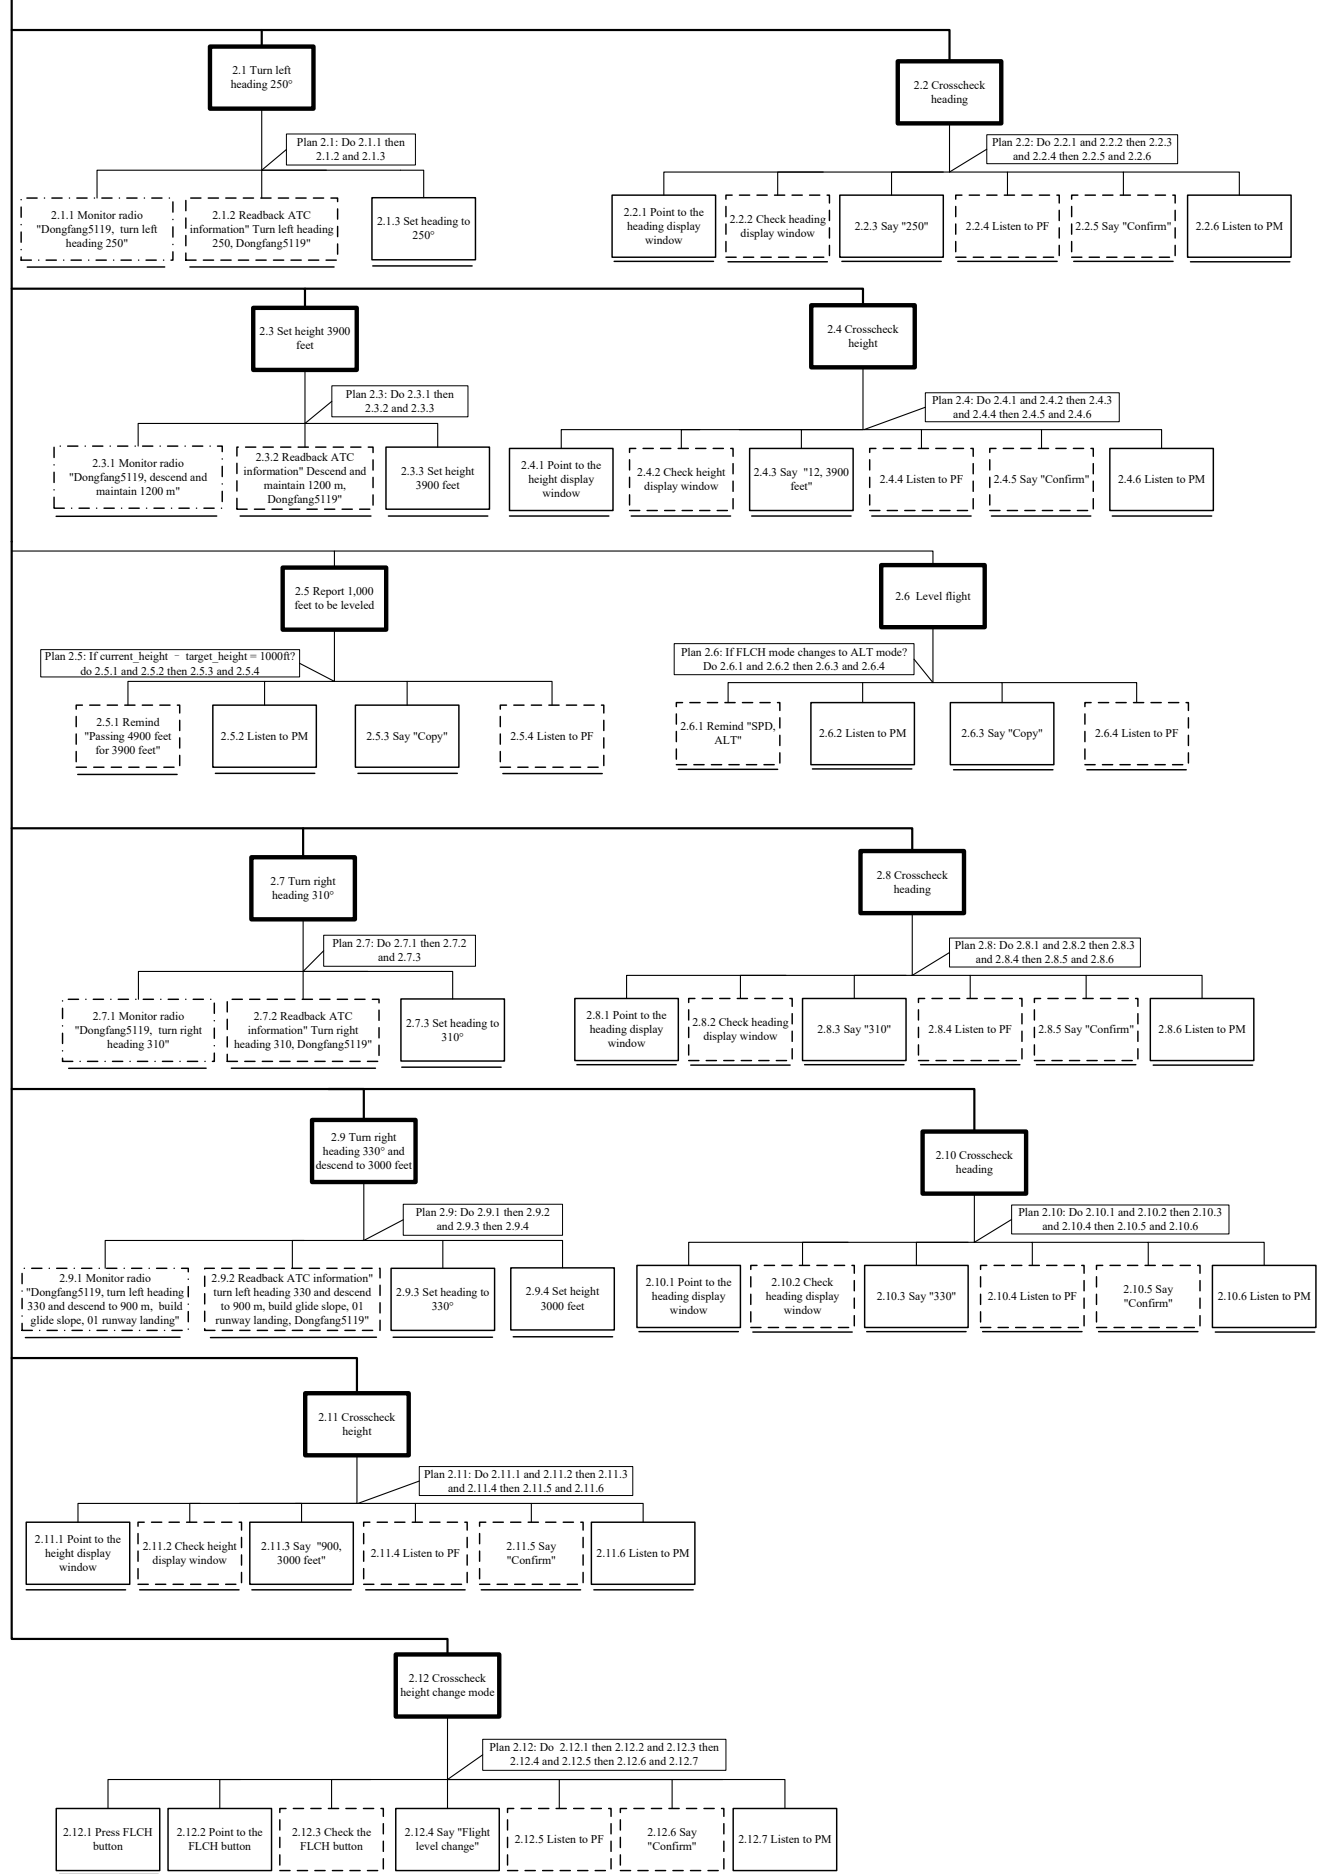 2.1 Turn left
heading 250°
2.2 Crosscheck
heading
Plan 2.1: Do 2.1.1 then
2.1.2 and 2.1.3
Plan 2.2: Do 2.2.1 and 2.2.2 then 2.2.3
and 2.2.4 then 2.2.5 and 2.2.6
2.1.1 Monitor radio
"Dongfang5119, turn left
heading 250"
2.1.2 Readback ATC
information" Turn left heading
250, Dongfang5119"
2.1.3 Set heading to
250°
2.2.1 Point to the
heading display
window
2.2.2 Check heading
display window
2.2.3 Say "250"
2.2.4 Listen to PF
2.2.5 Say "Confirm"
2.2.6 Listen to PM
2.3 Set height 3900
feet
2.4 Crosscheck
height
Plan 2.3: Do 2.3.1 then
2.3.2 and 2.3.3
Plan 2.4: Do 2.4.1 and 2.4.2 then 2.4.3
and 2.4.4 then 2.4.5 and 2.4.6
2.3.1 Monitor radio
"Dongfang5119, descend and
maintain 1200 m"
2.3.2 Readback ATC
information" Descend and
maintain 1200 m,
Dongfang5119"
2.3.3 Set height
3900 feet
2.4.1 Point to the
height display
window
2.4.2 Check height
display window
2.4.3 Say "12, 3900
feet"
2.4.4 Listen to PF
2.4.5 Say "Confirm"
2.4.6 Listen to PM
2.5 Report 1,000
feet to be leveled
2.6 Level flight
Plan 2.5: If current_height − target_height = 1000ft?
do 2.5.1 and 2.5.2 then 2.5.3 and 2.5.4
Plan 2.6: If FLCH mode changes to ALT mode?
Do 2.6.1 and 2.6.2 then 2.6.3 and 2.6.4
2.5.1 Remind
"Passing 4900 feet
for 3900 feet"
2.5.2 Listen to PM
2.5.3 Say "Copy"
2.5.4 Listen to PF
2.6.1 Remind "SPD,
ALT"
2.6.2 Listen to PM
2.6.3 Say "Copy"
2.6.4 Listen to PF
2.7 Turn right
heading 310°
2.8 Crosscheck
heading
Plan 2.7: Do 2.7.1 then 2.7.2
and 2.7.3
Plan 2.8: Do 2.8.1 and 2.8.2 then 2.8.3
and 2.8.4 then 2.8.5 and 2.8.6
2.7.1 Monitor radio
"Dongfang5119, turn right
heading 310"
2.7.2 Readback ATC
information" Turn right
heading 310, Dongfang5119"
2.7.3 Set heading to
310°
2.8.1 Point to the
heading display
window
2.8.2 Check heading
display window
2.8.3 Say "310"
2.8.4 Listen to PF
2.8.5 Say "Confirm"
2.8.6 Listen to PM
2.9 Turn right
heading 330° and
descend to 3000 feet
2.10 Crosscheck
heading
Plan 2.9: Do 2.9.1 then 2.9.2
and 2.9.3 then 2.9.4
Plan 2.10: Do 2.10.1 and 2.10.2 then 2.10.3
and 2.10.4 then 2.10.5 and 2.10.6
2.9.1 Monitor radio
"Dongfang5119, turn left heading
330 and descend to 900 m, build
glide slope, 01 runway landing"
2.9.2 Readback ATC information"
turn left heading 330 and descend
to 900 m, build glide slope, 01
runway landing, Dongfang5119"
2.9.3 Set heading to
330°
2.9.4 Set height
3000 feet
2.10.1 Point to the
heading display
window
2.10.2 Check
heading display
window
2.10.3 Say "330"
2.10.4 Listen to PF
2.10.5 Say
"Confirm"
2.10.6 Listen to PM
2.11 Crosscheck
height
Plan 2.11: Do 2.11.1 and 2.11.2 then 2.11.3
and 2.11.4 then 2.11.5 and 2.11.6
2.11.1 Point to the
height display
window
2.11.2 Check height
display window
2.11.3 Say "900,
3000 feet"
2.11.4 Listen to PF
2.11.5 Say
"Confirm"
2.11.6 Listen to PM
2.12 Crosscheck
height change mode
Plan 2.12: Do 2.12.1 then 2.12.2 and 2.12.3 then
2.12.4 and 2.12.5 then 2.12.6 and 2.12.7
2.12.1 Press FLCH
button
2.12.2 Point to the
FLCH button
2.12.3 Check the
FLCH button
2.12.4 Say "Flight
level change"
2.12.5 Listen to PF
2.12.6 Say
"Confirm"
2.12.7 Listen to PM